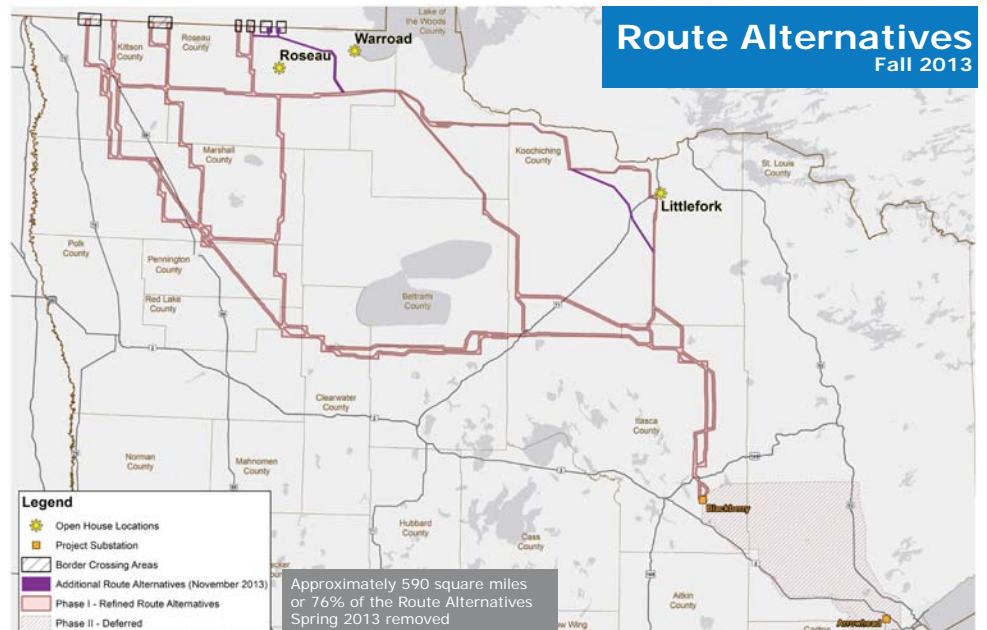 Route Alternatives
Fall 2013
Lake of
the Woods
County
Kittson
County
Roseau
County
Warroad
Roseau
Marshall
County
Koochiching
County
St. Louis
County
Littlefork
Polk
County
Pennington
County
Red Lake
County
Beltrami
County
Clearwater
County
Itasca
County
Norman
County
Mahnomen
County
Blackberry
Hubbard
County
Cass
County
Aitkin
County
Arrowhead
Legend
Open House Locations
Project Substation
Border Crossing Areas
Additional Route Alternatives (November 2013)
Phase I - Refined Route Alternatives
Phase II - Deferred
Approximately 590 square miles
or 76% of the Route Alternatives
Spring 2013 removed